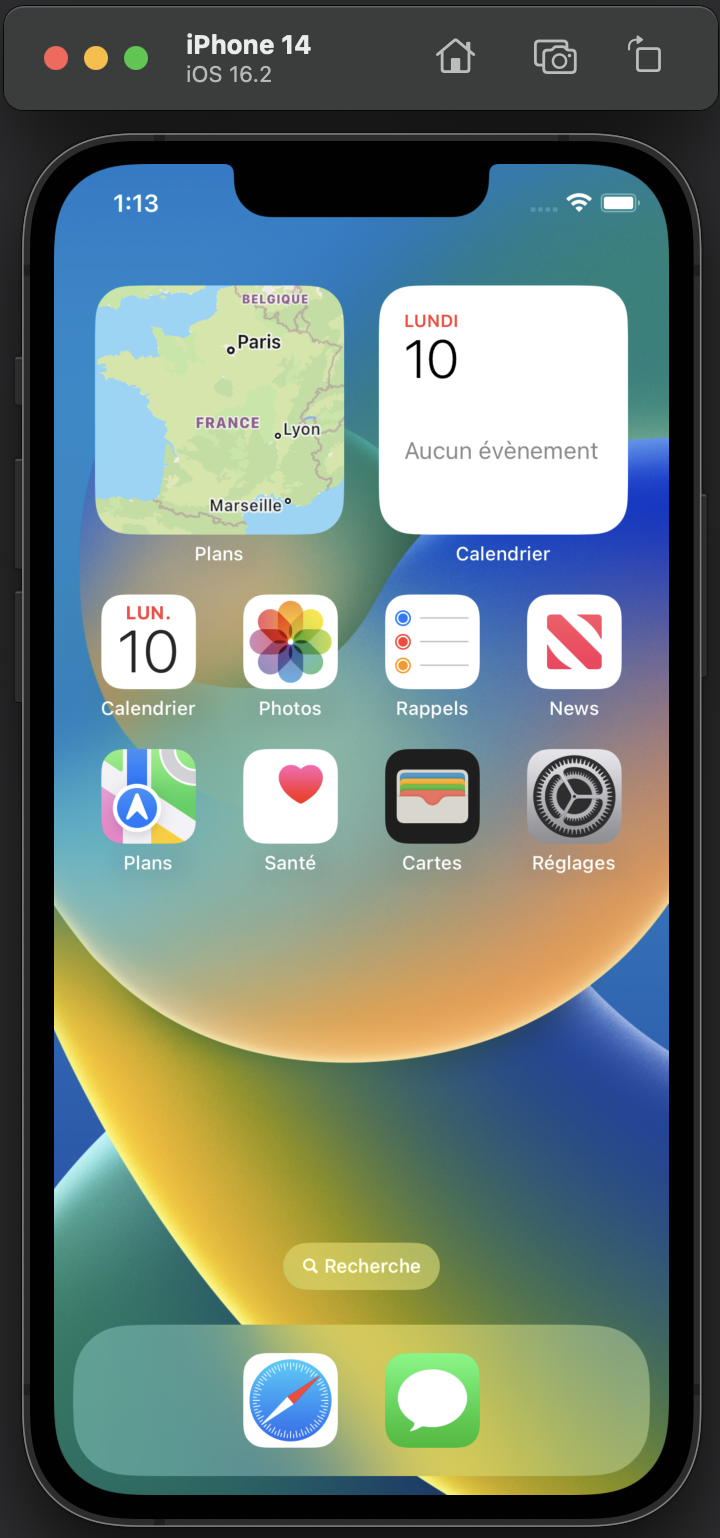 iPhone 14
iOS 16.2
1:13
BELGIQUE
Paris
FRANCE
Lyon
Marseille
Plans
LUNDI
10
Aucun évènement
Calendrier
LUN.
10
Calendrier
Photos
Rappels
News
Plans
Santé
Cartes
Réglages
Recherche